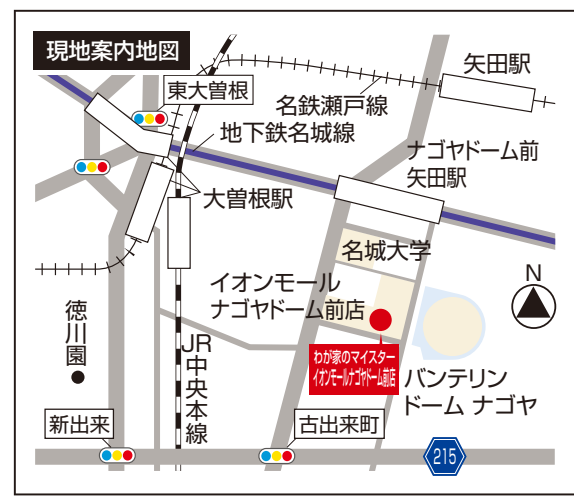 現地案内地図
東大曽根
矢田駅
名鉄瀬戸線
地下鉄名城線
ナゴヤドーム前
矢田駅
大曽根駅
名城大学
イオンモール
ナゴヤドーム前店
N
徳川園
JR中央本線
わが家のマイスター
イオンモールナゴヤドーム前店
バンテリン
ドーム ナゴヤ
新出来
古出来町
215